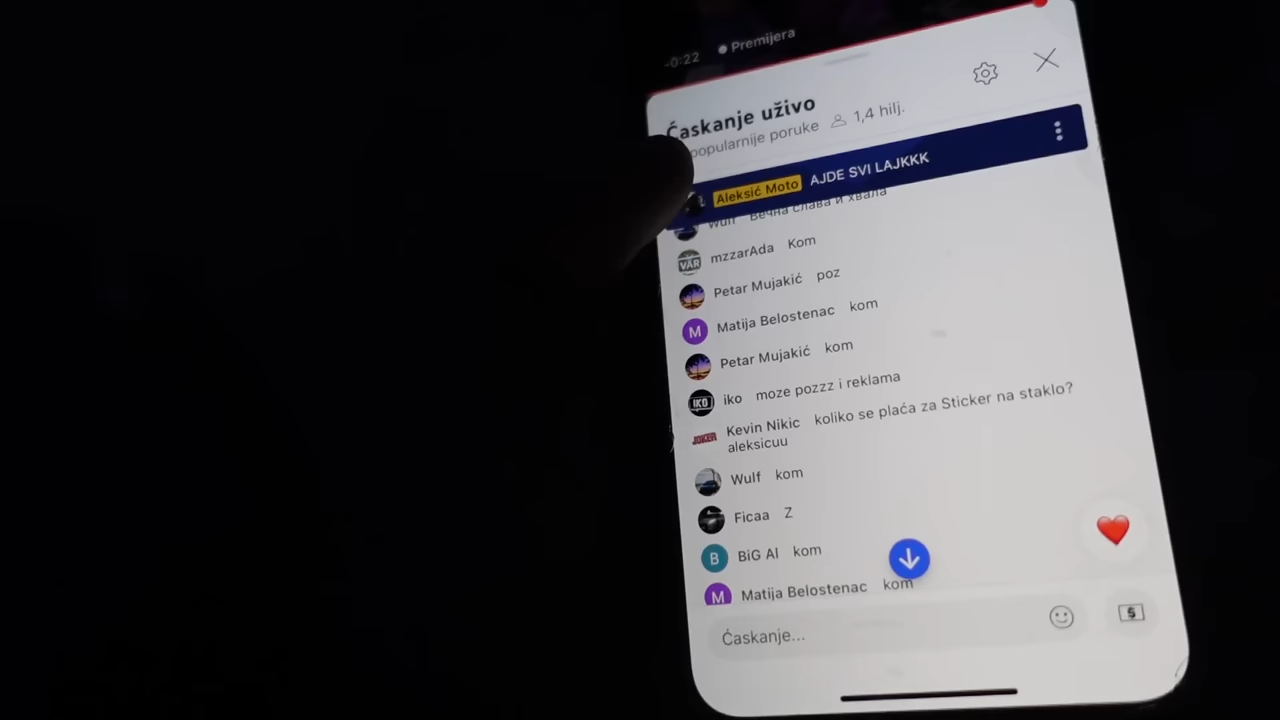 -0:22 Premijera
Ćaskanje uživo
popularnije poruke 1,4 hilj.
Aleksić Moto AJDE SVI LAJKKK
Wulf Вечна слава и хвала
mzzarAda Kom
Petar Mujakić poz
M Matija Belostenac kom
Petar Mujakić kom
iko moze pozzz i reklama
Kevin Nikic koliko se plaća za Sticker na staklo?
aleksicuu
Wulf kom
Ficaa Z
B BiG Al kom
M Matija Belostenac kom
Ćaskanje...